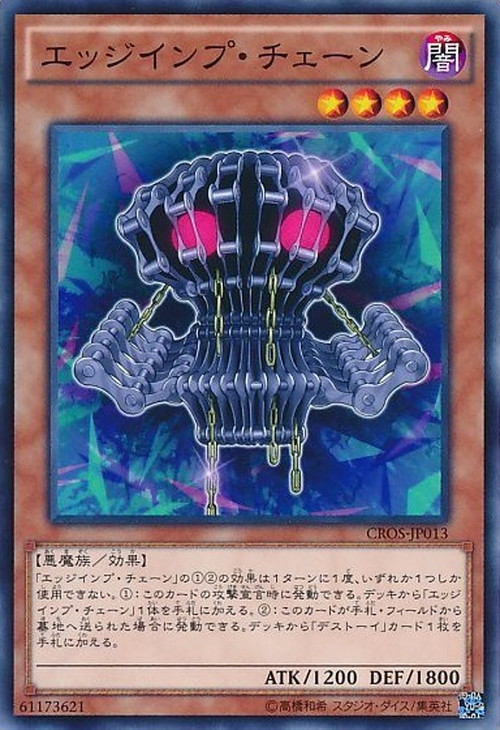 エッジインプ・チェーン
闇
やみ
CROS-JP013
【悪魔族／効果】
「エッジインプ・チェーン」の①②の効果は1ターンに1度、いずれか1つしか
使用できない。①：このカードの攻撃宣言時に発動できる。デッキから「エッジ
インプ・チェーン」1体を手札に加える。②：このカードが手札・フィールドから
墓地へ送られた場合に発動できる。デッキから「デストーイ」カード1枚を
手札に加える。
ATK/1200 DEF/1800
61173621
©高橋和希 スタジオ・ダイス/集英社